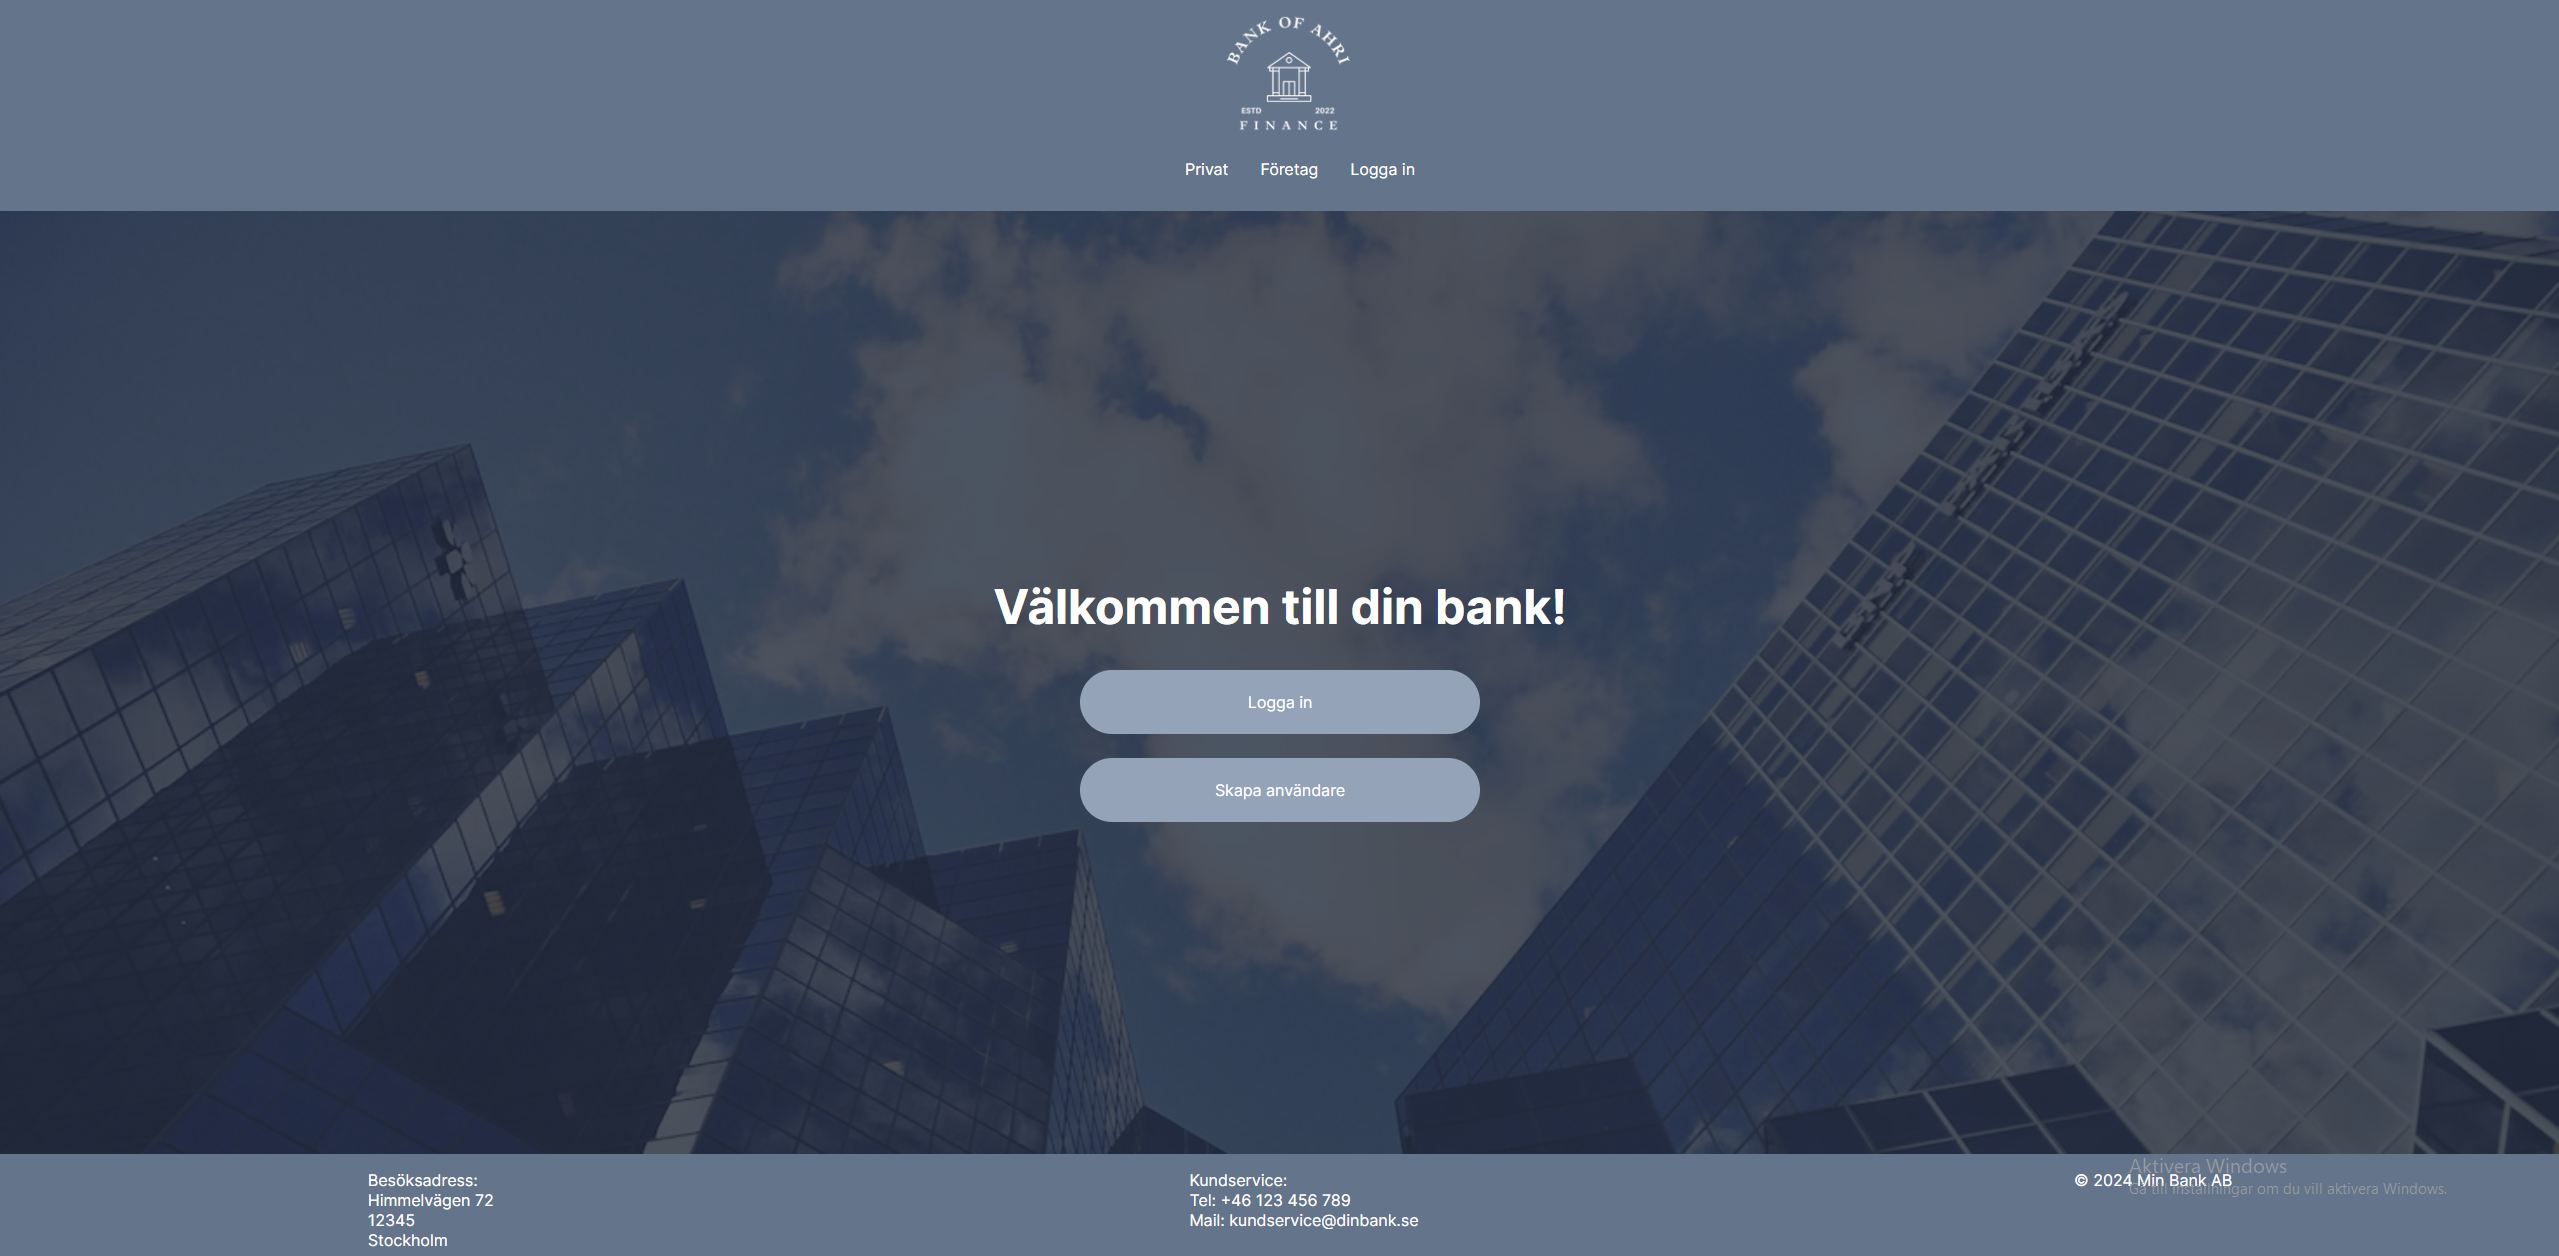 BANK OF AHRI
ESTD 2022
FINANCE
Privat Företag Logga in
Välkommen till din bank!
Logga in
Skapa användare
Besöksadress:
Himmelvägen 72
12345
Stockholm
Kundservice:
Tel: +46 123 456 789
Mail: kundservice@dinbank.se
© 2024 Min Bank AB
Aktivera Windows
Gå till Inställningar om du vill aktivera Windows.